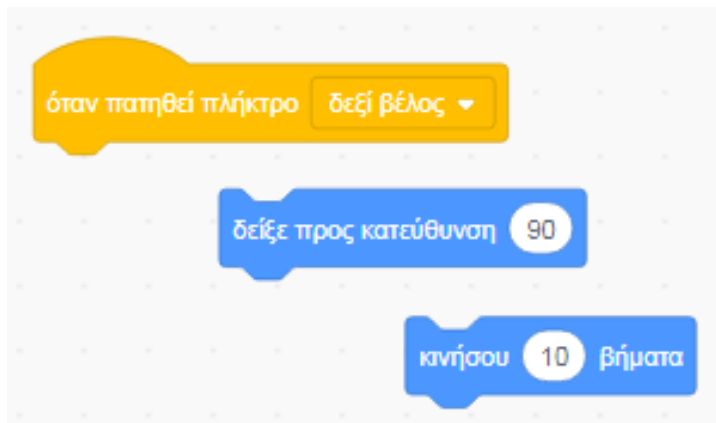 όταν πατηθεί πλήκτρο δεξί βέλος
δείξε προς κατεύθυνση 90
κινήσου 10 βήματα